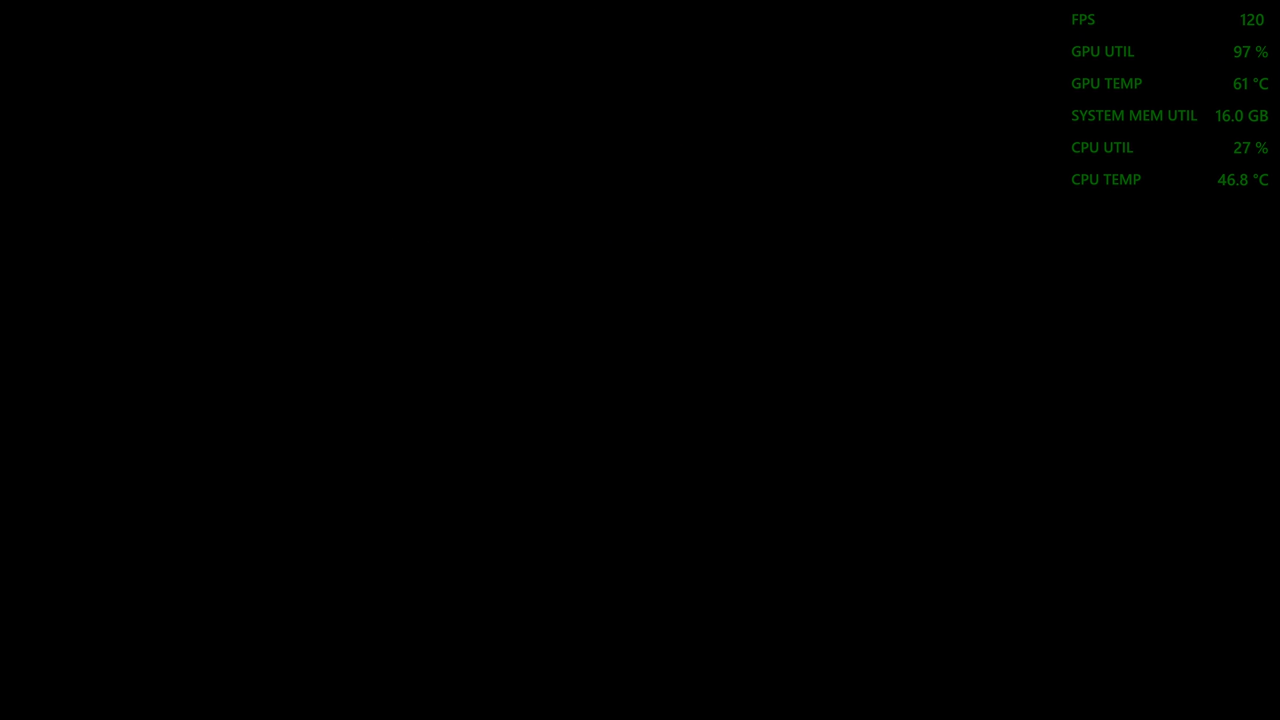 FPS 120
GPU UTIL 97 %
GPU TEMP 61 °C
SYSTEM MEM UTIL 16.0 GB
CPU UTIL 27 %
CPU TEMP 46.8 °C